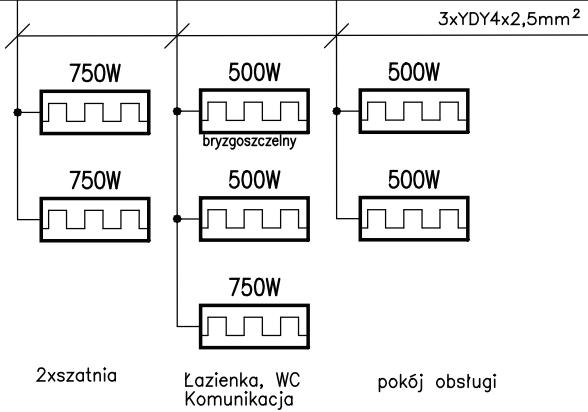 3xYDY4x2,5mm²
750W 500W 500W
bryzgoszczelny
750W 500W 500W
750W
2xszatnia
Łazienka, WC
Komunikacja
pokój obsługi